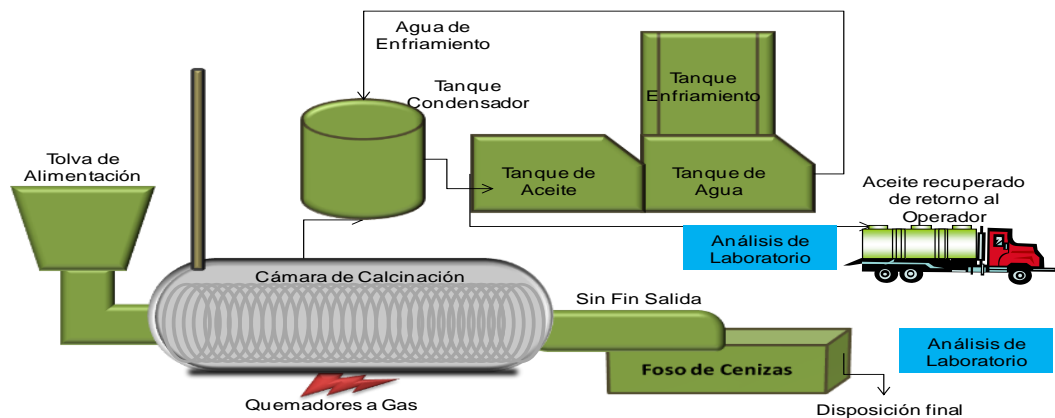 Agua de
Enfriamiento
Tanque
Condensador
Tanque
Enfriamiento
Tolva de
Alimentación
Tanque de
Aceite
Tanque de
Agua
Aceite recuperado
de retorno al
Operador
Análisis de
Laboratorio
Cámara de Calcinación
Sin Fin Salida
Análisis de
Laboratorio
Foso de Cenizas
Quemadores a Gas
Disposición final